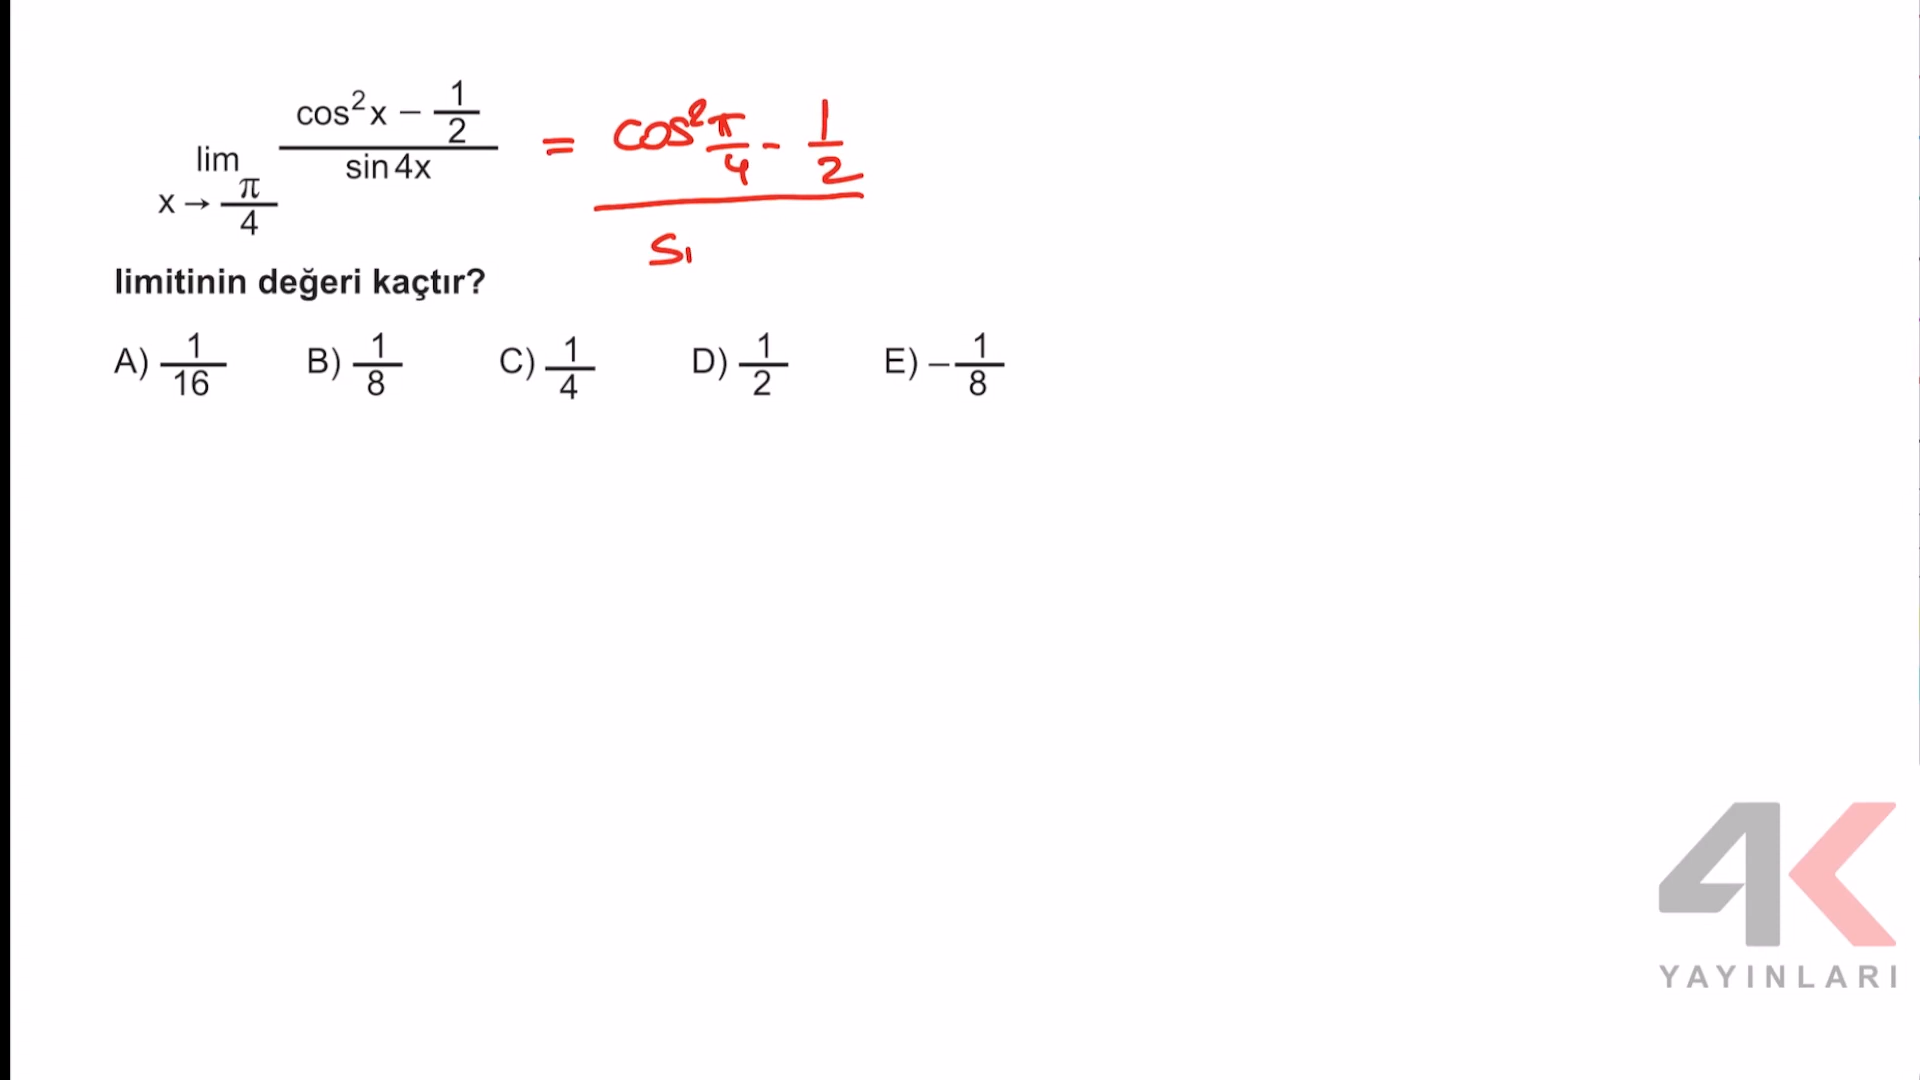 lim x → π/4 (cos²x − 1/2) / (sin 4x) = (cos² π/4 - 1/2) / (sı
limitinin değeri kaçtır?
A) 1/16 B) 1/8 C) 1/4 D) 1/2 E) −1/8
4K
YAYINLARI